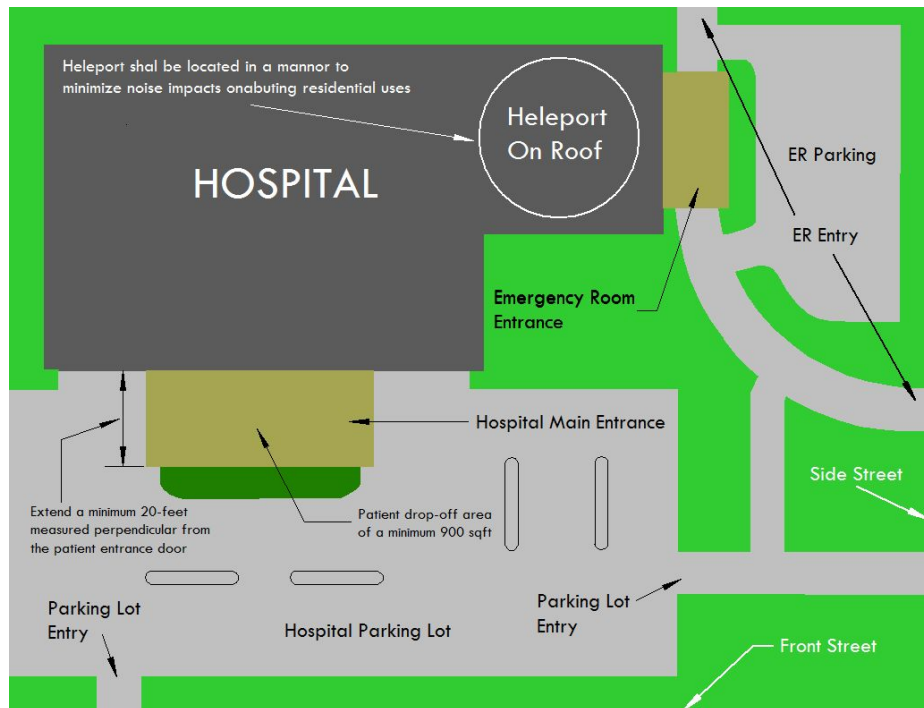 Heleport shal be located in a mannor to
minimize noise impacts onabuting residential uses
Heleport
On Roof
HOSPITAL
ER Parking
ER Entry
Emergency Room
Entrance
Hospital Main Entrance
Side Street
Extend a minimum 20-feet
measured perpendicular from
the patient entrance door
Patient drop-off area
of a minimum 900 sqft
Parking Lot
Entry
Hospital Parking Lot
Parking Lot
Entry
Front Street